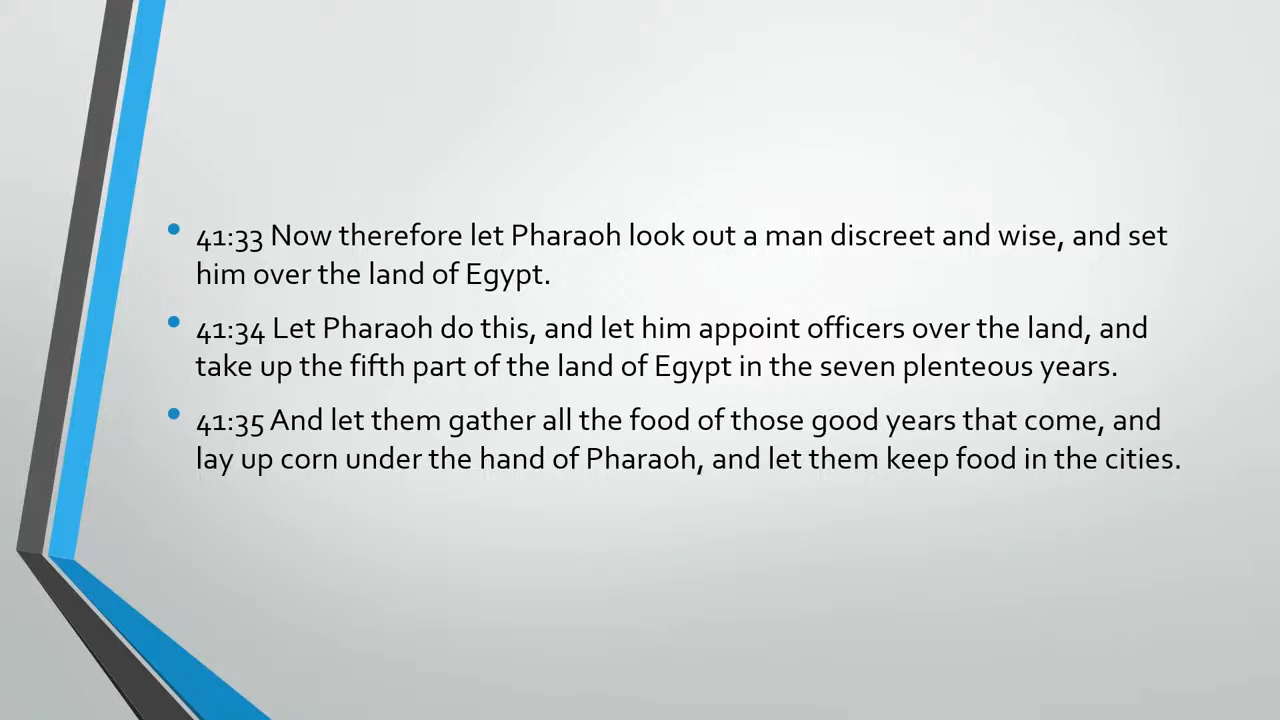 • 41:33 Now therefore let Pharaoh look out a man discreet and wise, and set
him over the land of Egypt.
• 41:34 Let Pharaoh do this, and let him appoint officers over the land, and
take up the fifth part of the land of Egypt in the seven plenteous years.
• 41:35 And let them gather all the food of those good years that come, and
lay up corn under the hand of Pharaoh, and let them keep food in the cities.